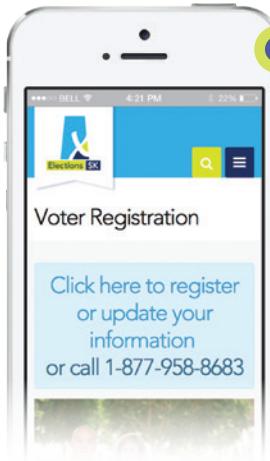 BELL 4:21 PM 22%
Elections SK
Voter Registration
Click here to register
or update your
information
or call 1-877-958-8683